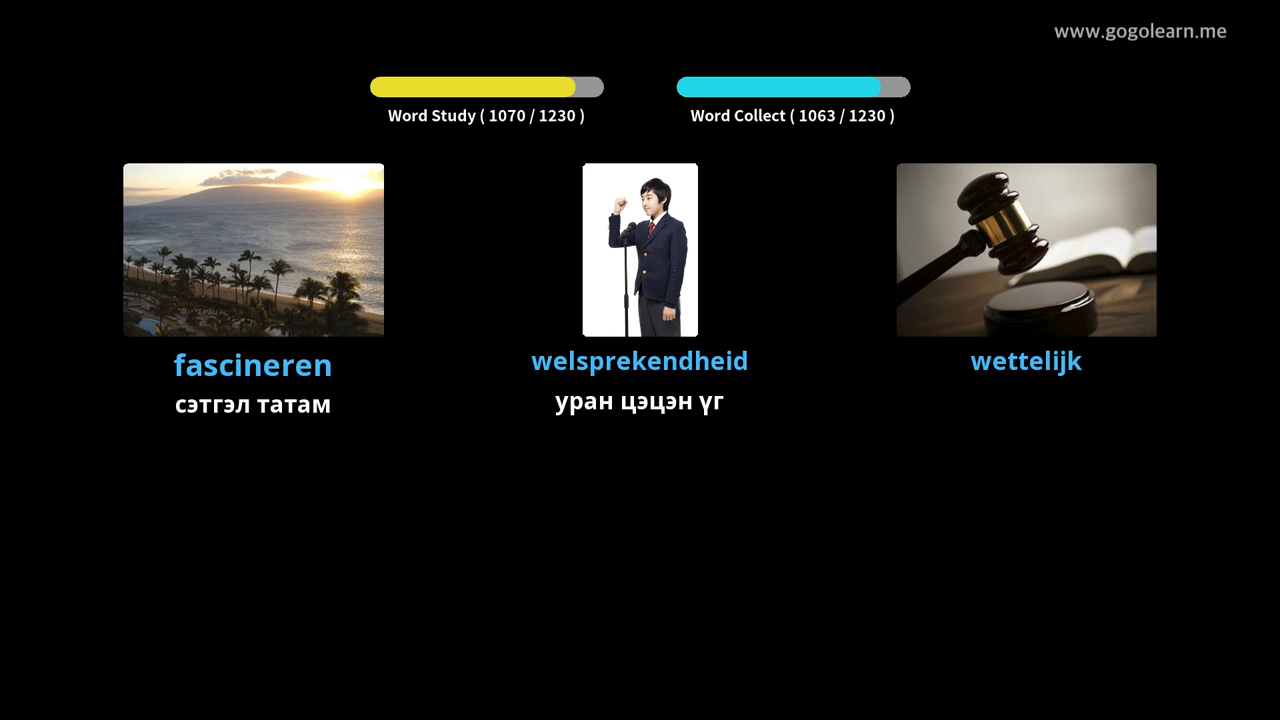 www.gogolearn.me
Word Study ( 1070 / 1230 )
Word Collect ( 1063 / 1230 )
fascineren
сэтгэл татам
welsprekendheid
уран цэцэн үг
wettelijk